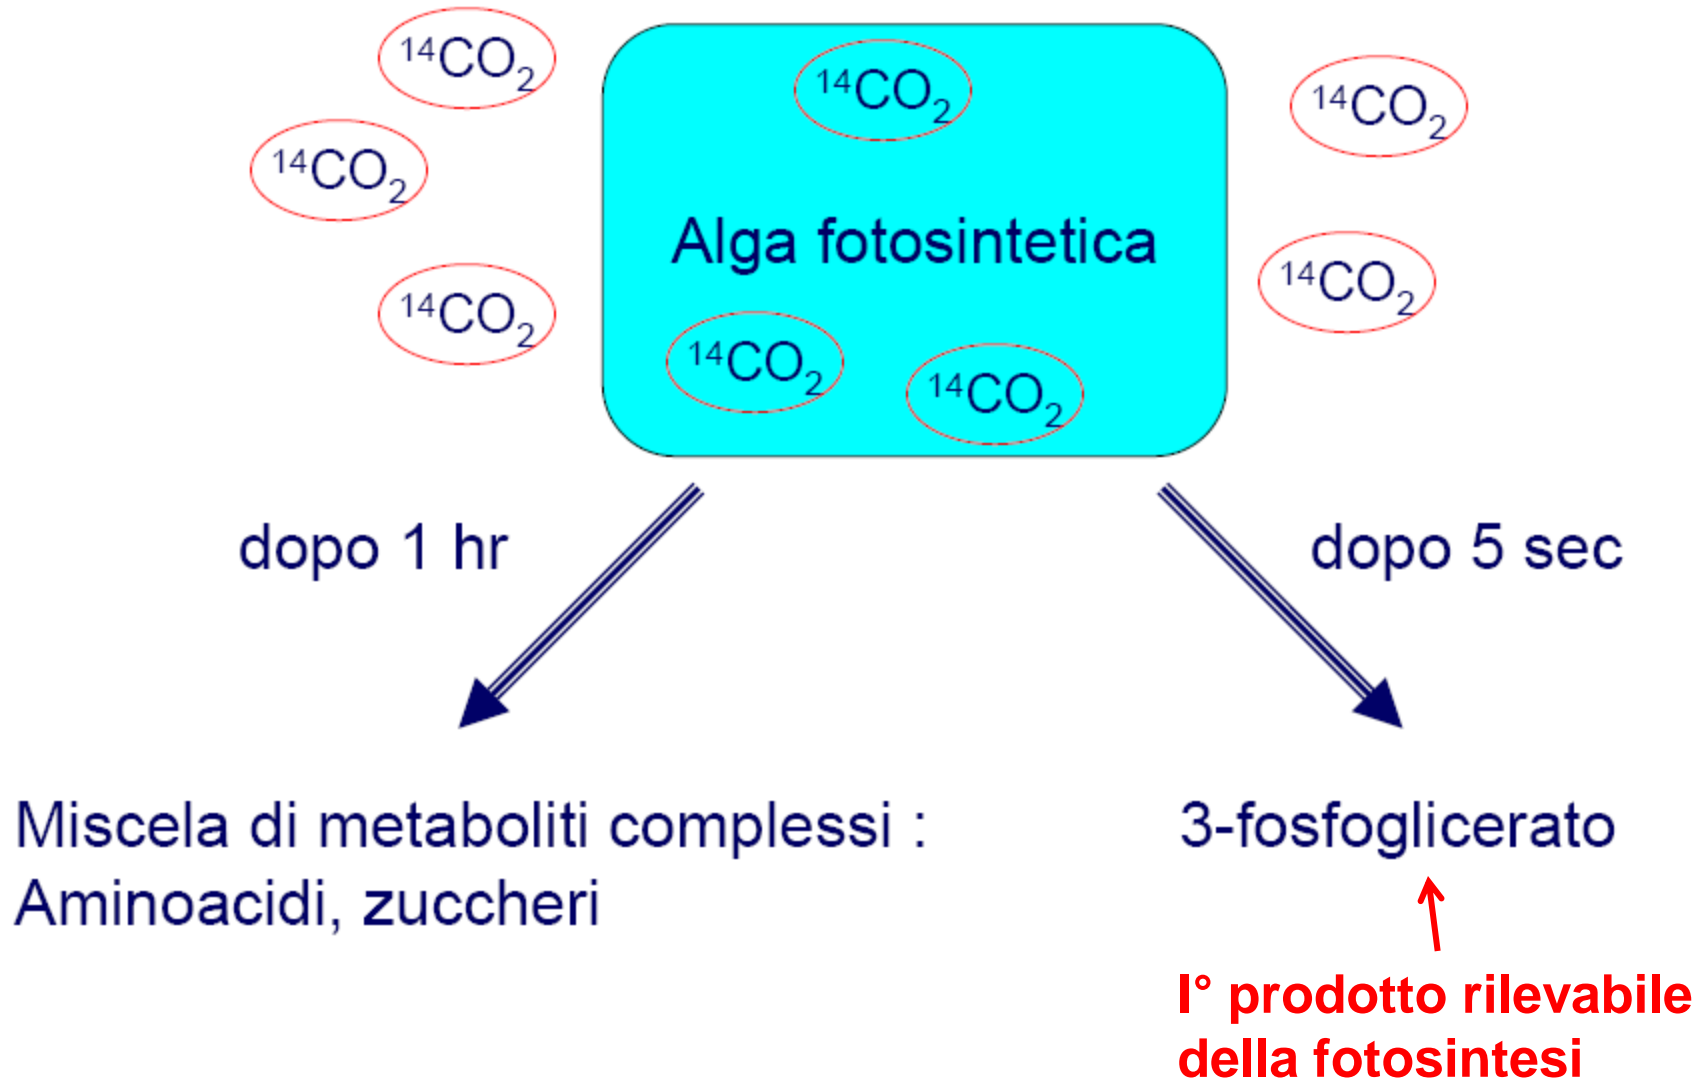 ¹⁴CO₂
¹⁴CO₂
¹⁴CO₂
¹⁴CO₂
¹⁴CO₂
Alga fotosintetica
¹⁴CO₂
¹⁴CO₂
¹⁴CO₂
¹⁴CO₂
dopo 1 hr
dopo 5 sec
Miscela di metaboliti complessi :
Aminoacidi, zuccheri
3-fosfoglicerato
I° prodotto rilevabile
della fotosintesi